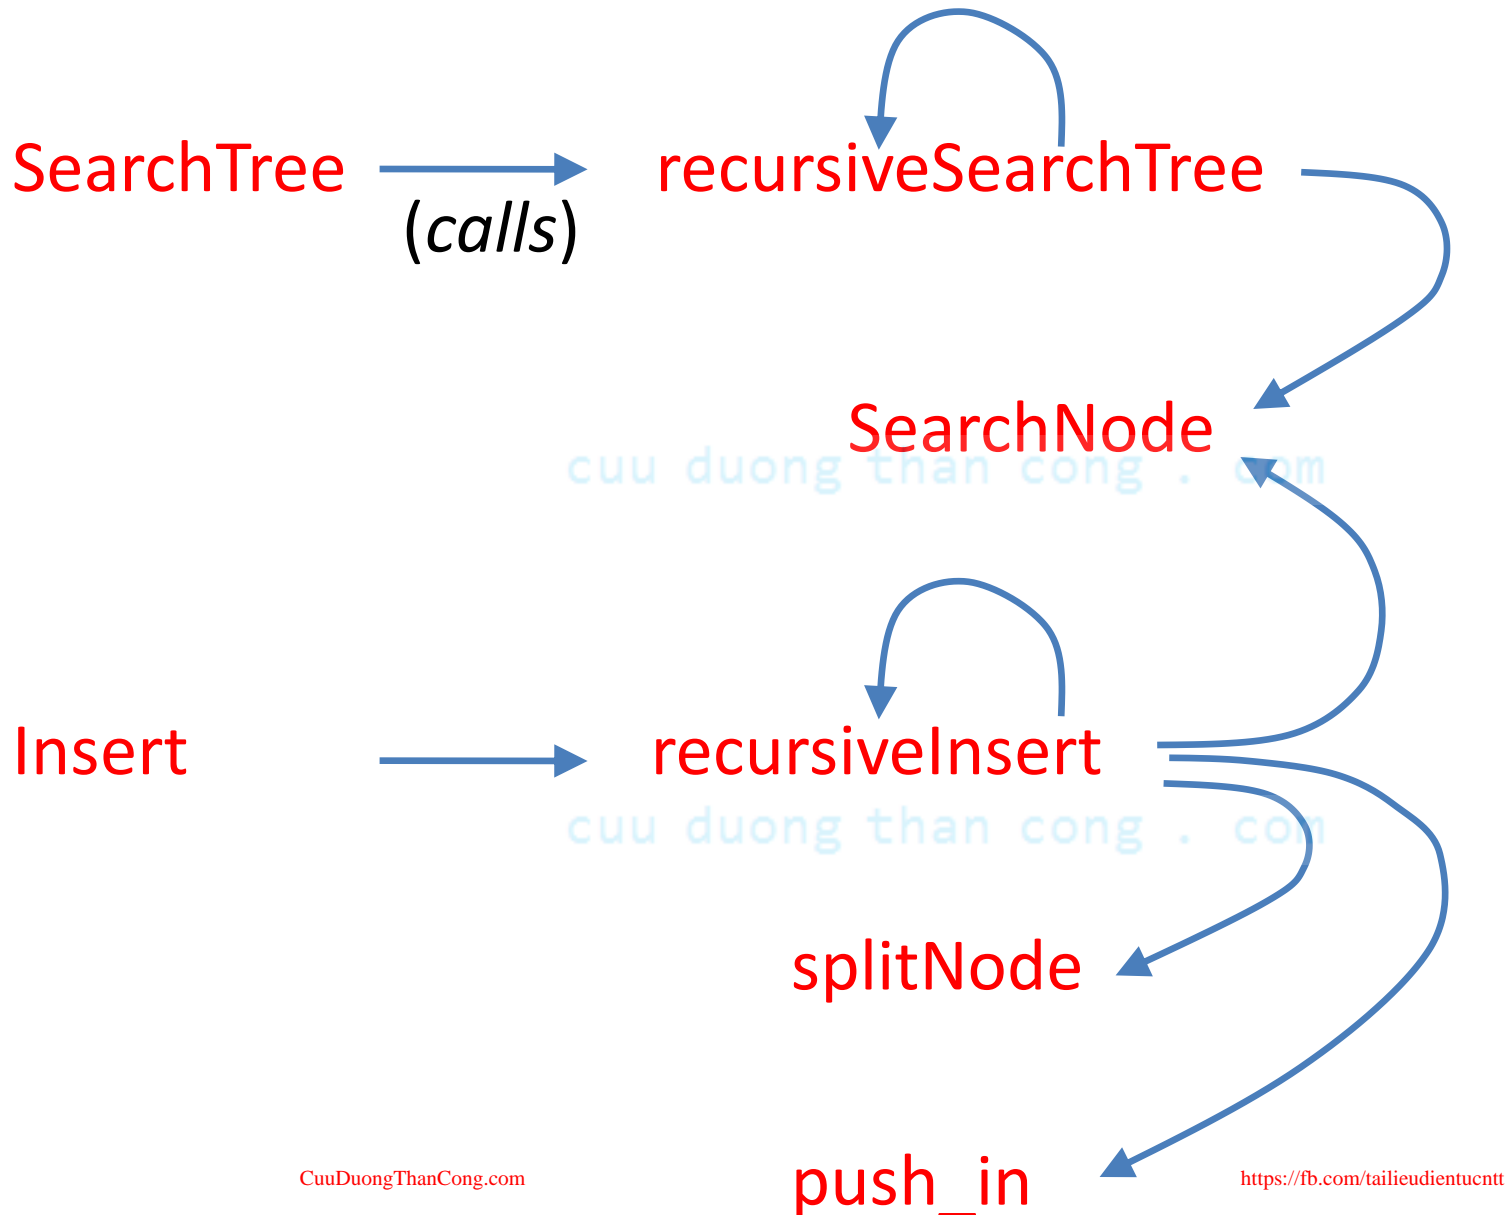 SearchTree
recursiveSearchTree
(calls)
SearchNode
cuu duong than cong . com
Insert
recursiveInsert
cuu duong than cong . com
splitNode
push_in
CuuDuongThanCong.com
https://fb.com/tailieudientucntt